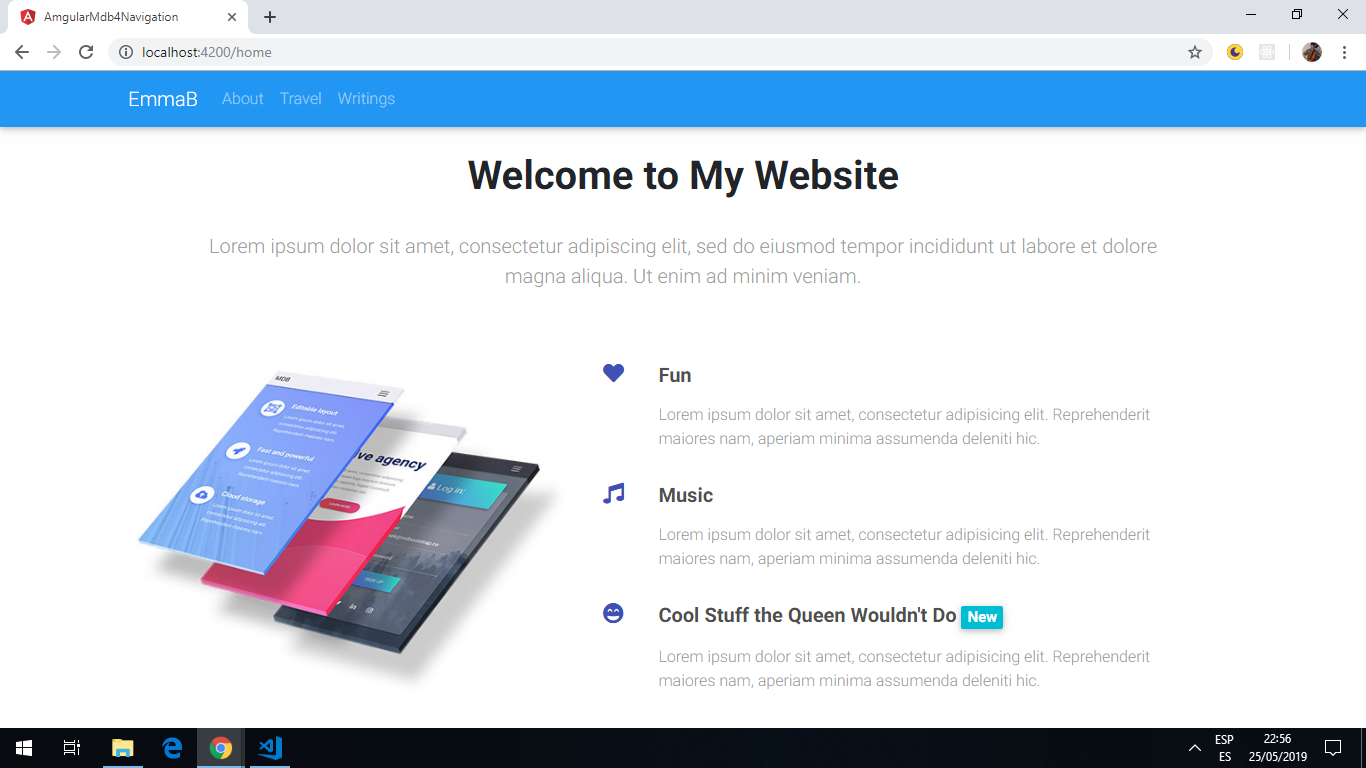 AmgularMdb4Navigation
localhost:4200/home
EmmaB About Travel Writings
Welcome to My Website
Lorem ipsum dolor sit amet, consectetur adipiscing elit, sed do eiusmod tempor incididunt ut labore et dolore
magna aliqua. Ut enim ad minim veniam.
MDB
Editable layout
Fast and powerful
Cloud storage
ve agency
Log in:
SIGN UP
Fun
Lorem ipsum dolor sit amet, consectetur adipisicing elit. Reprehenderit
maiores nam, aperiam minima assumenda deleniti hic.
Music
Lorem ipsum dolor sit amet, consectetur adipisicing elit. Reprehenderit
maiores nam, aperiam minima assumenda deleniti hic.
Cool Stuff the Queen Wouldn't Do New
Lorem ipsum dolor sit amet, consectetur adipisicing elit. Reprehenderit
maiores nam, aperiam minima assumenda deleniti hic.
ESP
ES
22:56
25/05/2019